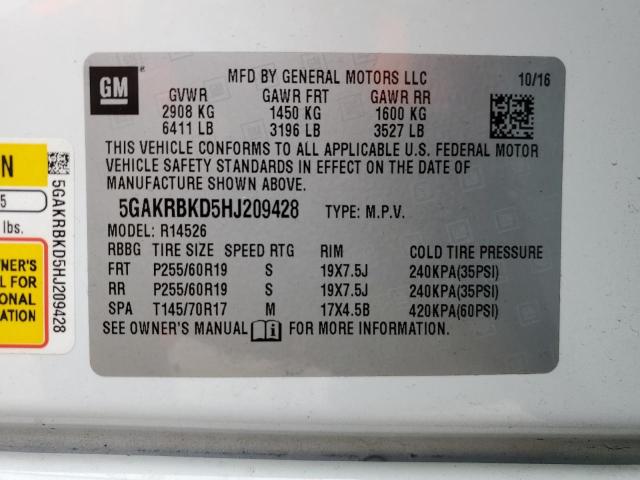 GM
MFD BY GENERAL MOTORS LLC 10/16
GVWR GAWR FRT GAWR RR
2908 KG 1450 KG 1600 KG
6411 LB 3196 LB 3527 LB
THIS VEHICLE CONFORMS TO ALL APPLICABLE U.S. FEDERAL MOTOR
VEHICLE SAFETY STANDARDS IN EFFECT ON THE DATE OF
MANUFACTURE SHOWN ABOVE.
5GAKRBKD5HJ209428 TYPE: M.P.V.
MODEL: R14526
RBBG TIRE SIZE SPEED RTG RIM COLD TIRE PRESSURE
FRT P255/60R19 S 19X7.5J 240KPA(35PSI)
RR P255/60R19 S 19X7.5J 240KPA(35PSI)
SPA T145/70R17 M 17X4.5B 420KPA(60PSI)
SEE OWNER'S MANUAL i FOR MORE INFORMATION.
N
5
lbs.
NER'S
FOR
ONAL
ATION
5GAKRBKD5HJ209428